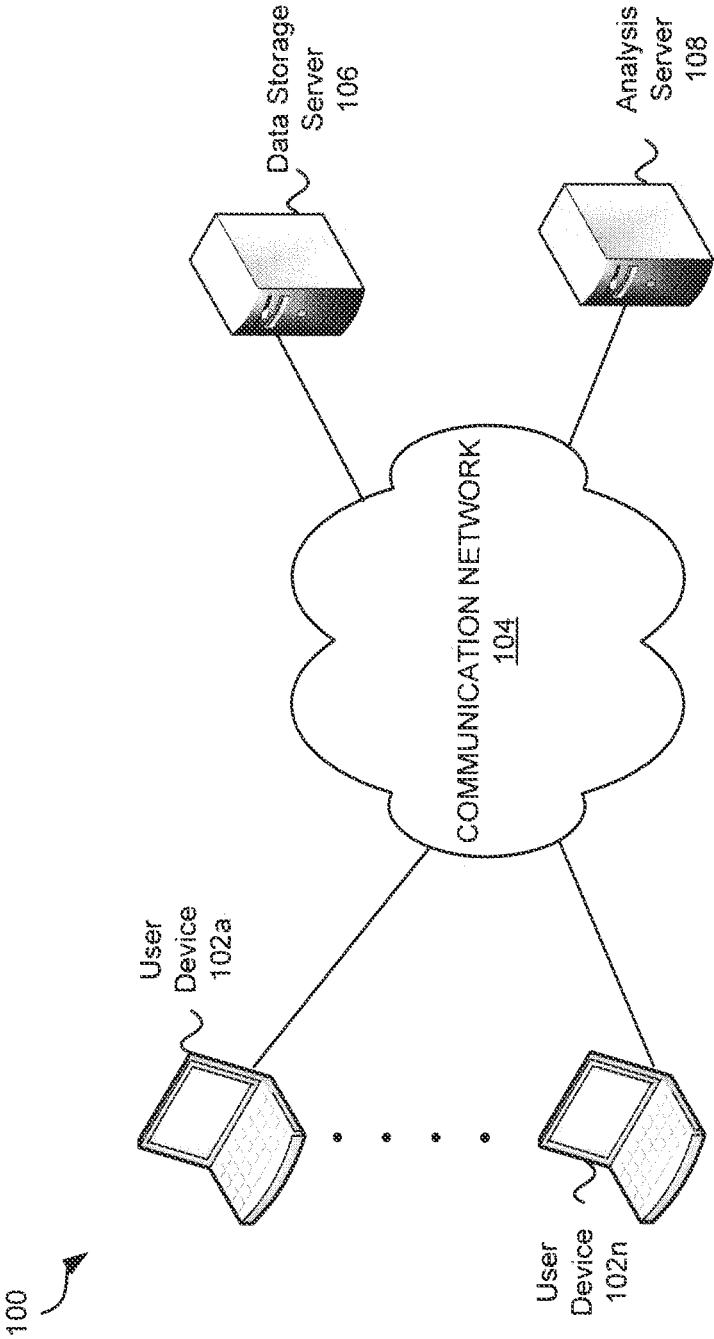 100
User
Device
102a
User
Device
102n
COMMUNICATION NETWORK
104
Data Storage
Server
106
Analysis
Server
108